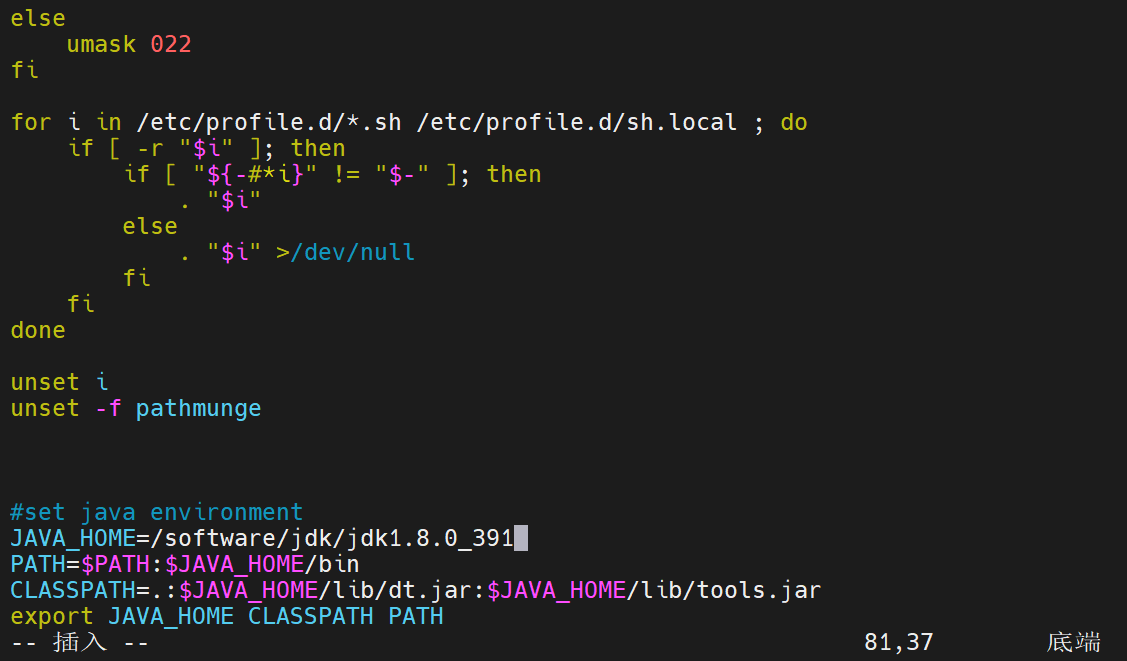 else
    umask 022
fi

for i in /etc/profile.d/*.sh /etc/profile.d/sh.local ; do
    if [ -r "$i" ]; then
        if [ "${-#*i}" != "$-" ]; then
            . "$i"
        else
            . "$i" >/dev/null
        fi
    fi
done

unset i
unset -f pathmunge

#set java environment
JAVA_HOME=/software/jdk/jdk1.8.0_391
PATH=$PATH:$JAVA_HOME/bin
CLASSPATH=.:$JAVA_HOME/lib/dt.jar:$JAVA_HOME/lib/tools.jar
export JAVA_HOME CLASSPATH PATH
-- 插入 -- 81,37 底端